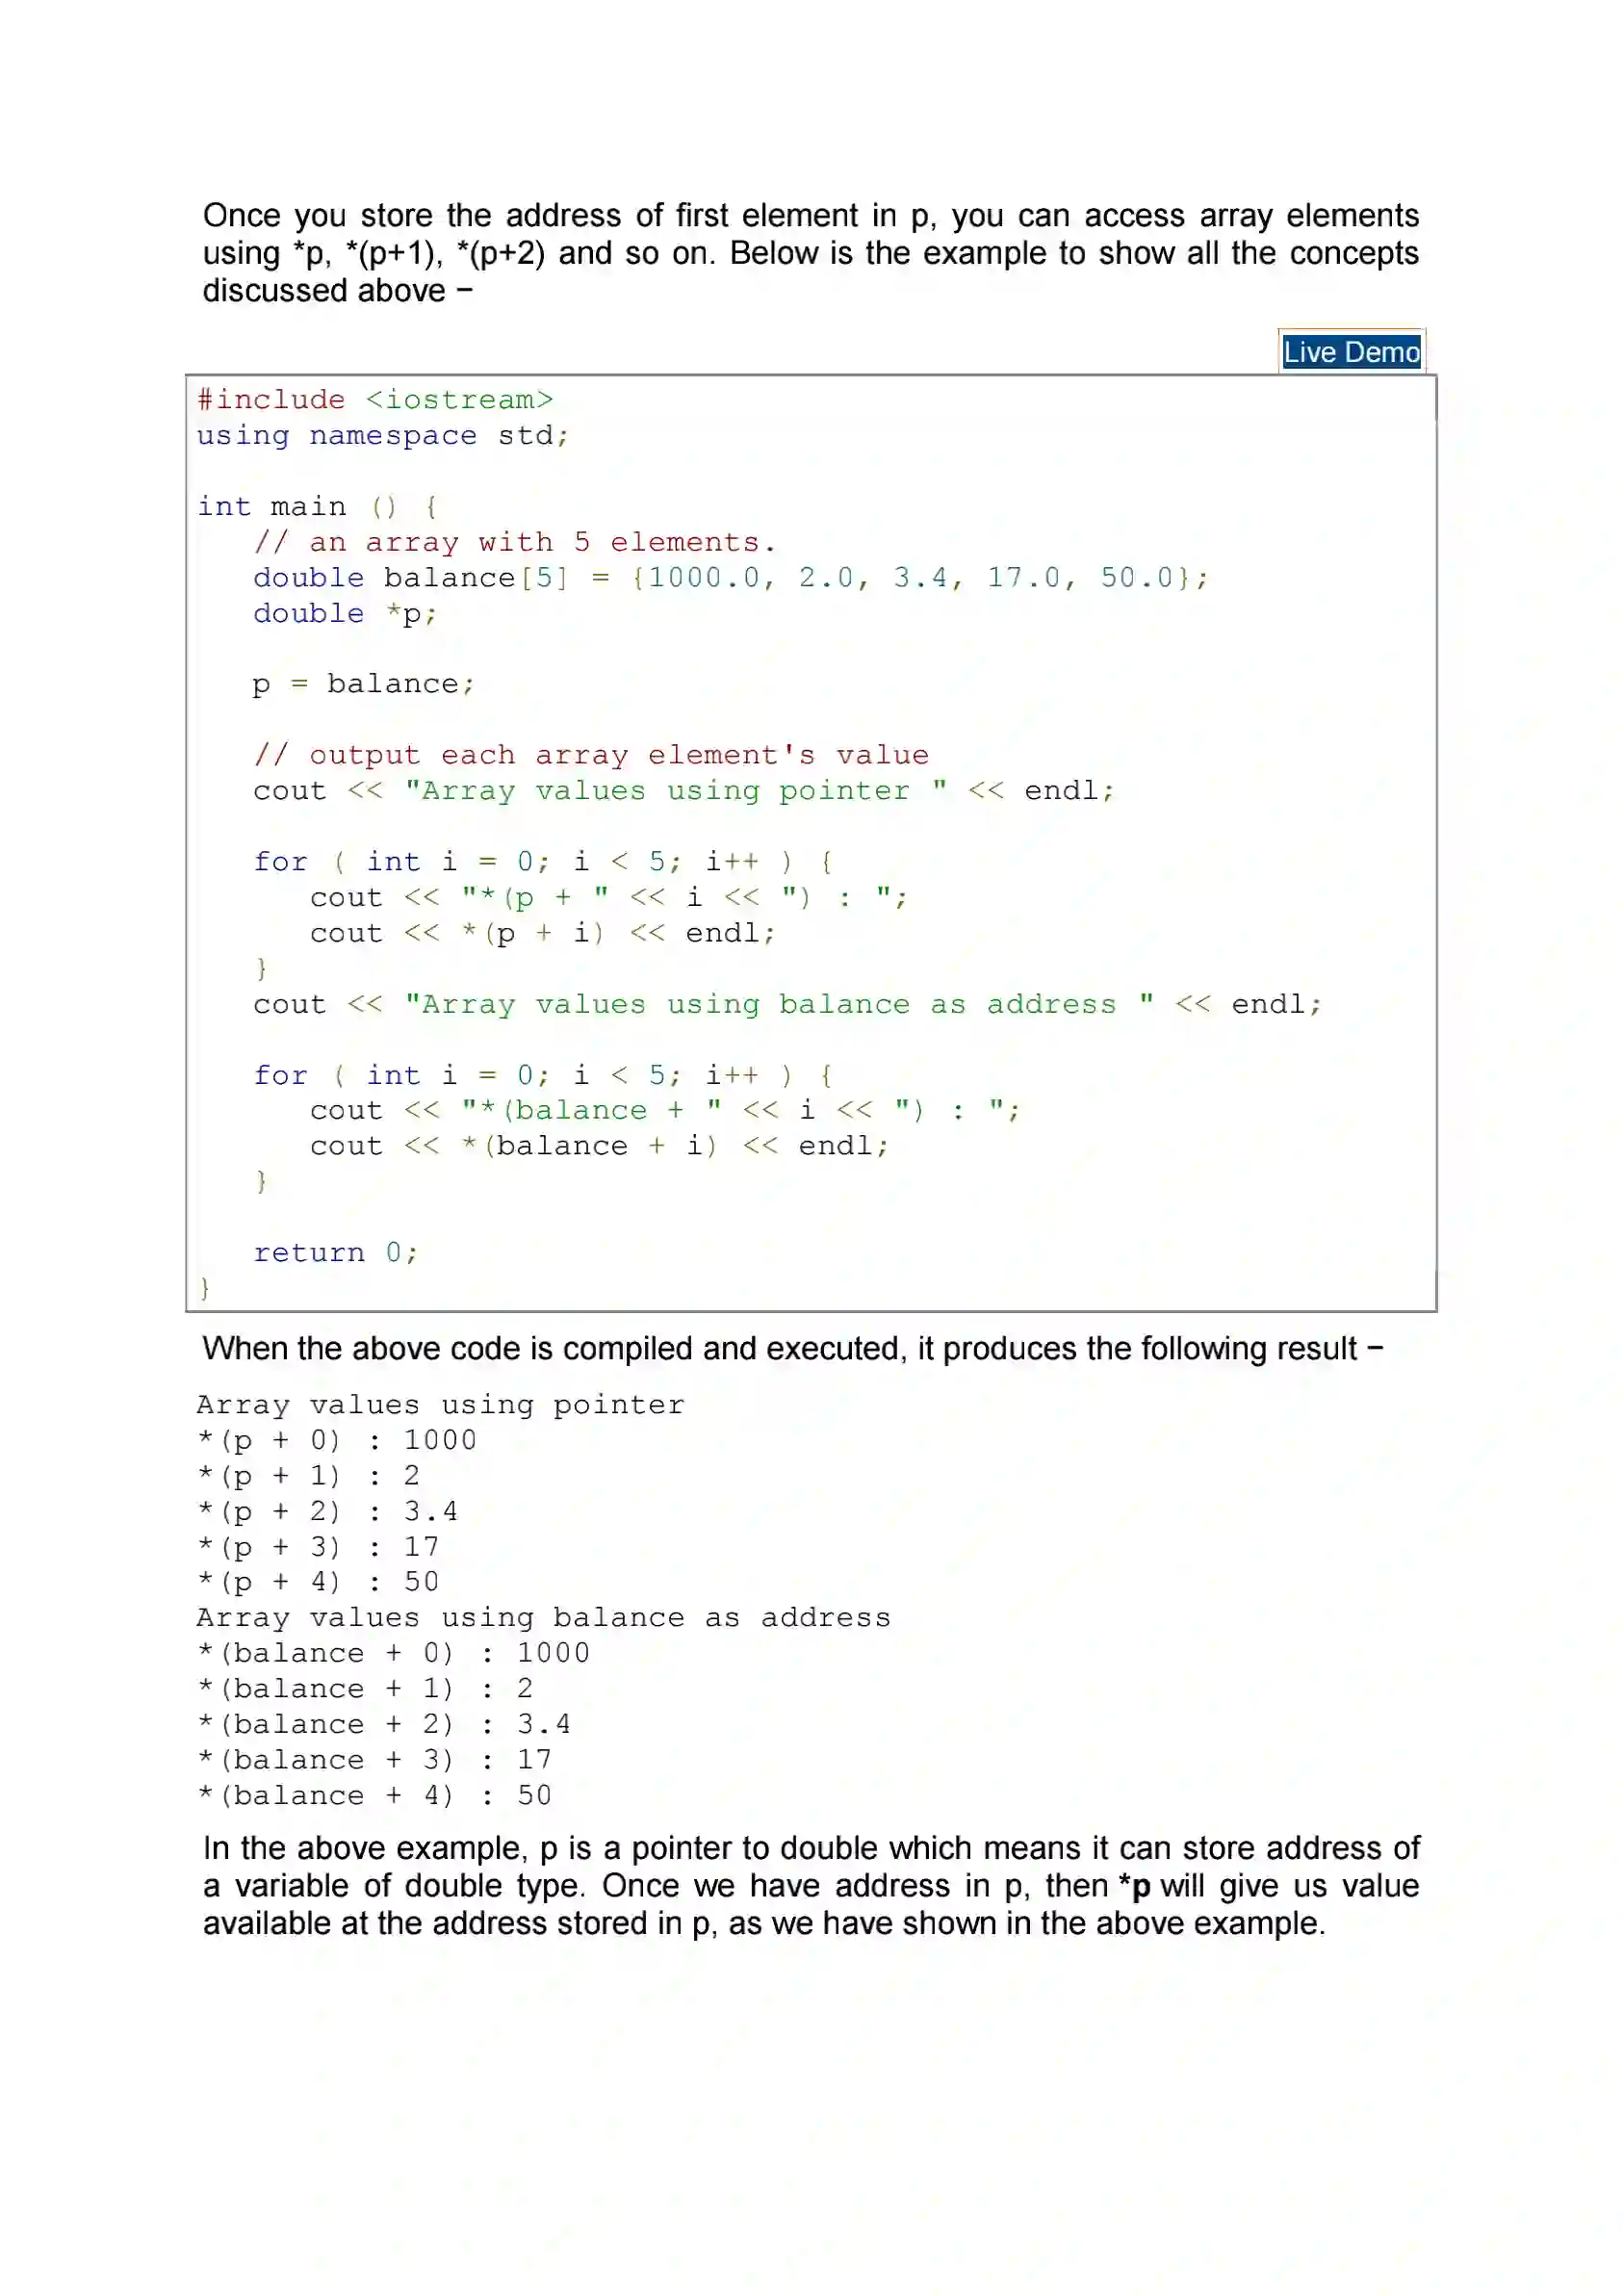 Once you store the address of first element in p, you can access array elements
using *p, *(p+1), *(p+2) and so on. Below is the example to show all the concepts
discussed above −
Live Demo
#include <iostream>
using namespace std;
int main () {
   // an array with 5 elements.
   double balance[5] = {1000.0, 2.0, 3.4, 17.0, 50.0};
   double *p;
   p = balance;
   // output each array element's value
   cout << "Array values using pointer " << endl;
   for ( int i = 0; i < 5; i++ ) {
      cout << "*(p + " << i << ") : ";
      cout << *(p + i) << endl;
   }
   cout << "Array values using balance as address " << endl;
   for ( int i = 0; i < 5; i++ ) {
      cout << "*(balance + " << i << ") : ";
      cout << *(balance + i) << endl;
   }
   return 0;
}
When the above code is compiled and executed, it produces the following result −
Array values using pointer
*(p + 0) : 1000
*(p + 1) : 2
*(p + 2) : 3.4
*(p + 3) : 17
*(p + 4) : 50
Array values using balance as address
*(balance + 0) : 1000
*(balance + 1) : 2
*(balance + 2) : 3.4
*(balance + 3) : 17
*(balance + 4) : 50
In the above example, p is a pointer to double which means it can store address of
a variable of double type. Once we have address in p, then *p will give us value
available at the address stored in p, as we have shown in the above example.